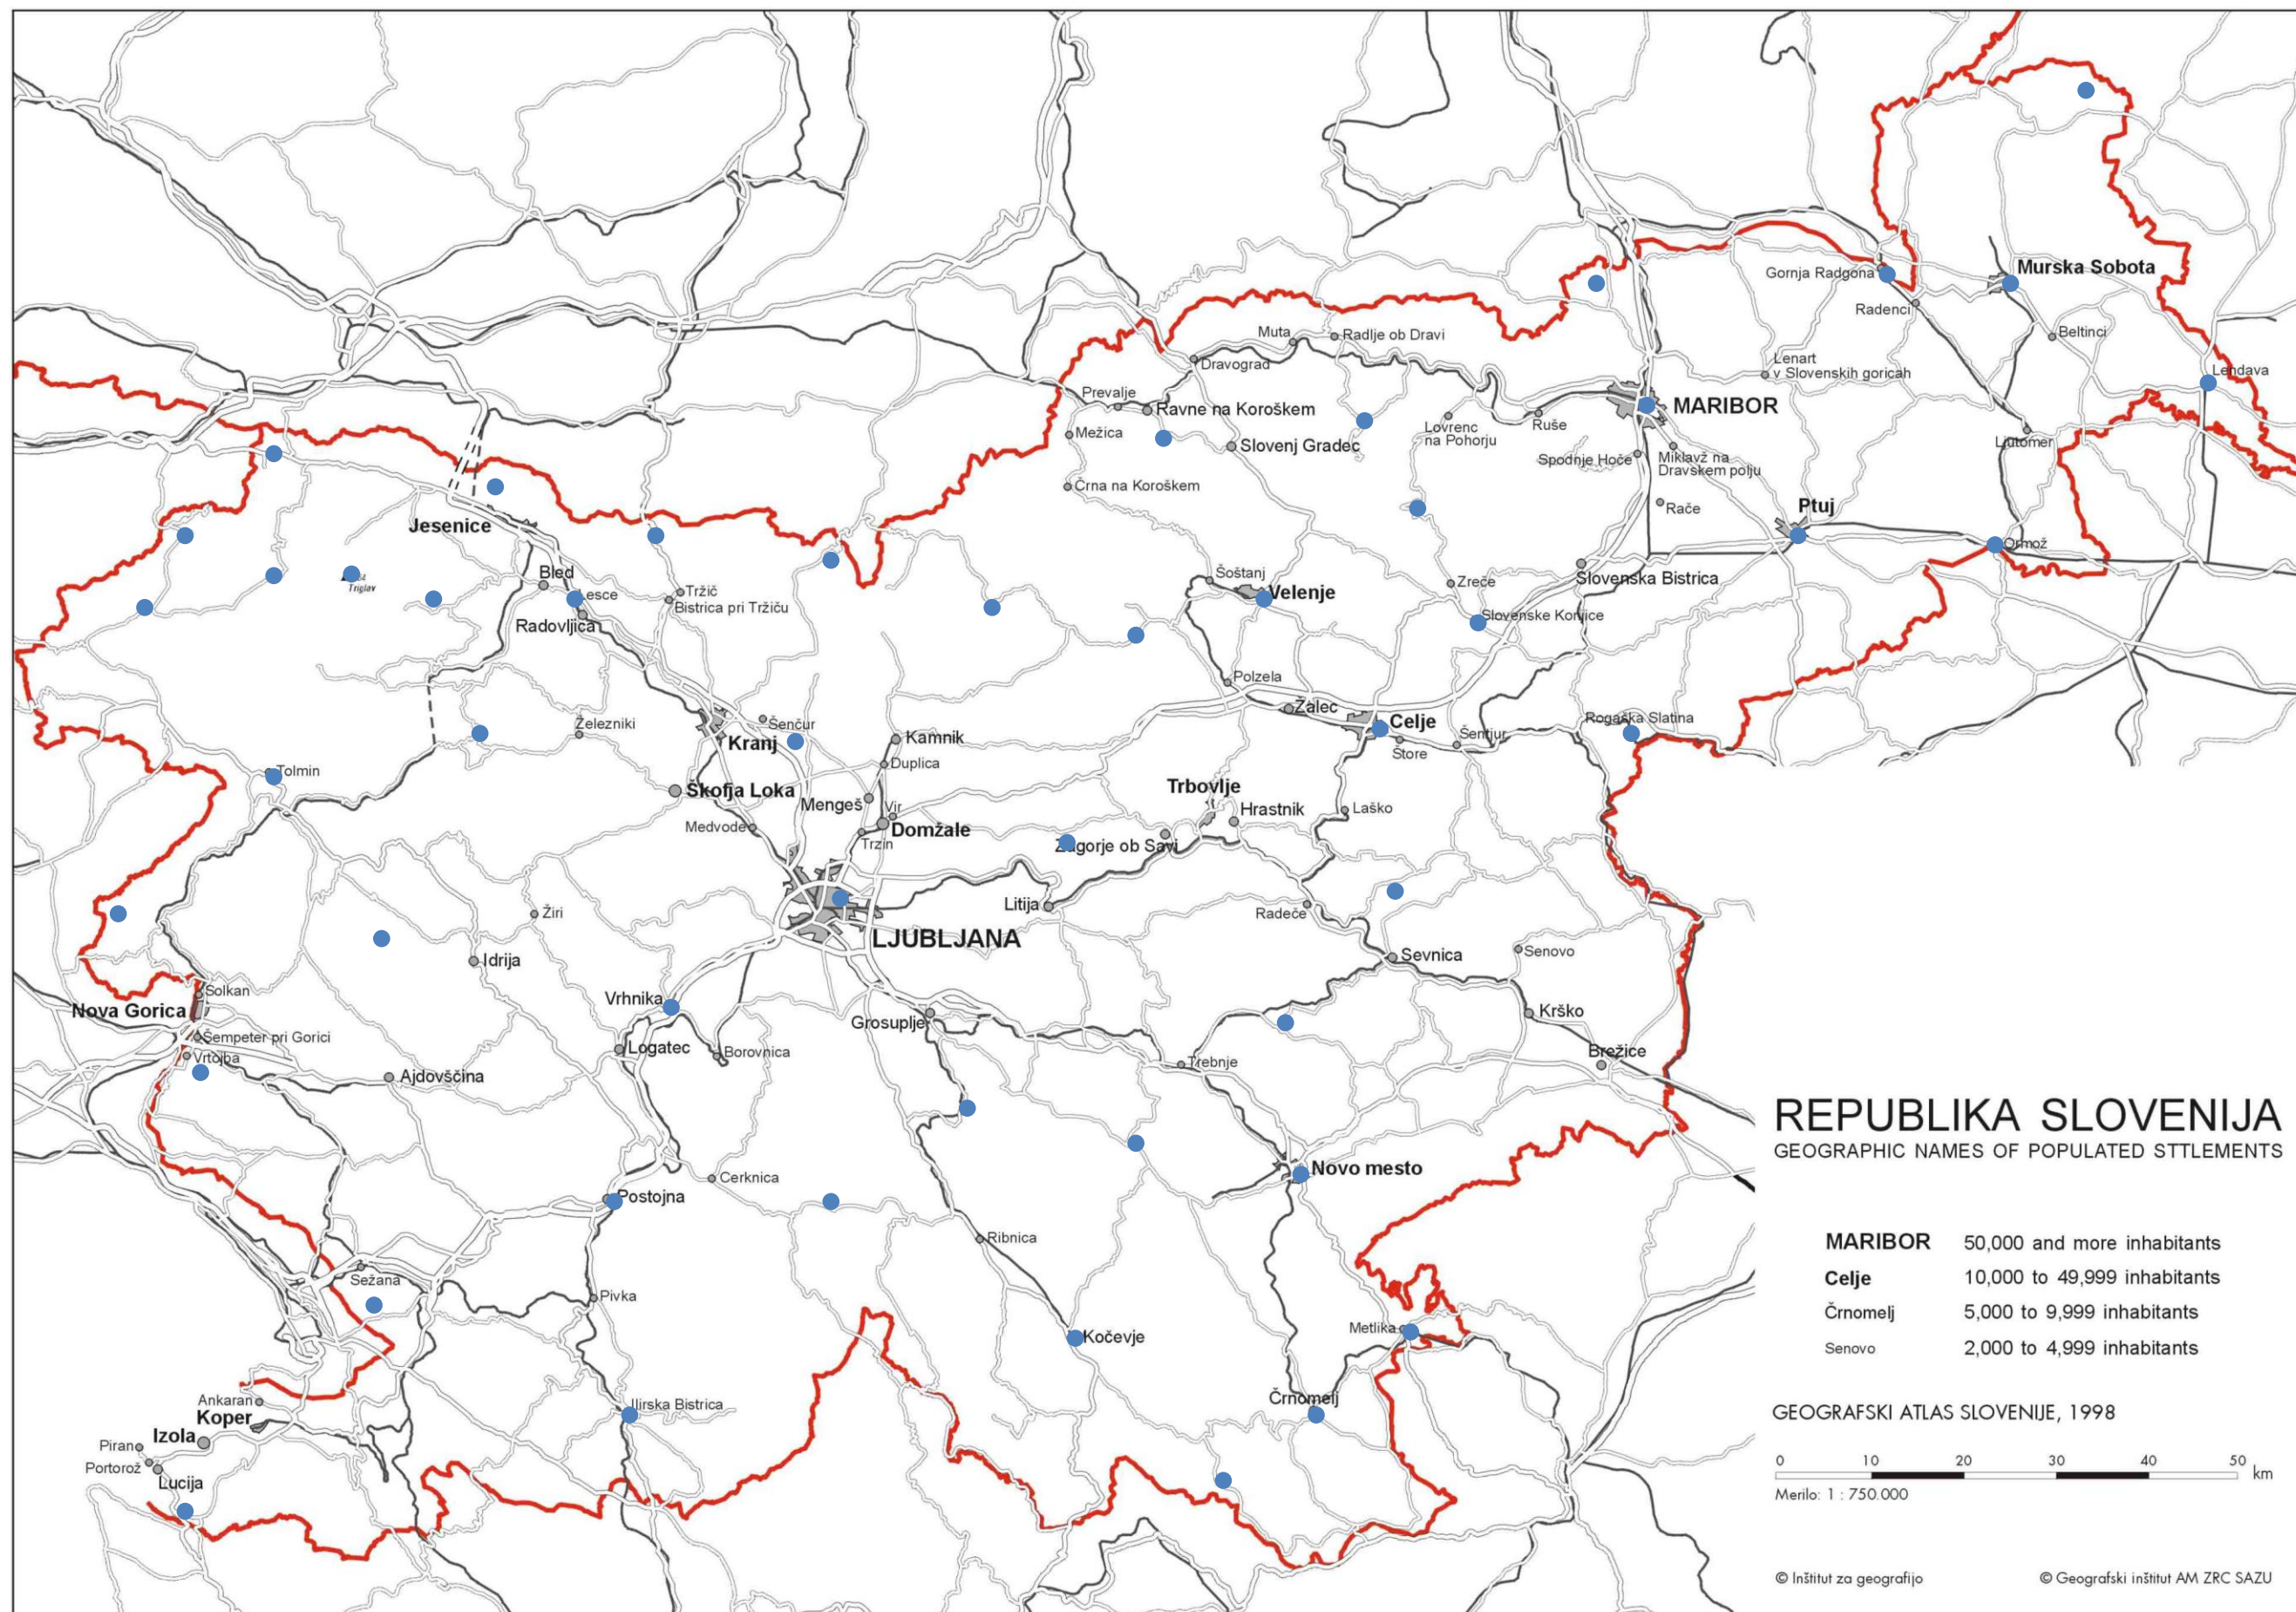 Murska Sobota
Gornja Radgona
Radenci
Beltinci
Muta
Radlje ob Dravi
Dravograd
Lenart
v Slovenskih goricah
Lendava
Prevalje
Ravne na Koroškem
MARIBOR
Mežica
Slovenj Gradec
Lovrenc
na Pohorju
Ruše
Ljutomer
Spodnje Hoče
Miklavž na
Dravskem polju
Črna na Koroškem
Rače
Ptuj
Jesenice
Ormož
Triglav
Bled
Lesce
Tržič
Bistrica pri Tržiču
Radovljica
Šoštanj
Velenje
Zreče
Slovenska Bistrica
Slovenske Konjice
Polzela
Žalec
Celje
Štore
Šentjur
Rogaška Slatina
Železniki
Šenčur
Kranj
Kamnik
Duplica
Tolmin
Škofja Loka
Mengeš
Vir
Domžale
Medvode
Trzin
Trbovlje
Hrastnik
Laško
Zagorje ob Savi
Litija
Radeče
Žiri
LJUBLJANA
Idrija
Sevnica
Senovo
Solkan
Nova Gorica
Vrhnika
Krško
Grosuplje
Šempeter pri Gorici
Vrtojba
Logatec
Borovnica
Brežice
Trebnje
Ajdovščina
REPUBLIKA SLOVENIJA
GEOGRAPHIC NAMES OF POPULATED STTLEMENTS
Novo mesto
Cerknica
Postojna
Ribnica
Sežana
Pivka
MARIBOR 50,000 and more inhabitants
Celje 10,000 to 49,999 inhabitants
Črnomelj 5,000 to 9,999 inhabitants
Senovo 2,000 to 4,999 inhabitants
Metlika
Kočevje
Ankaran
Koper
Izola
Piran
Portorož
Lucija
Ilirska Bistrica
Črnomelj
GEOGRAFSKI ATLAS SLOVENIJE, 1998
0 10 20 30 40 50 km
Merilo: 1 : 750.000
© Inštitut za geografijo
© Geografski inštitut AM ZRC SAZU